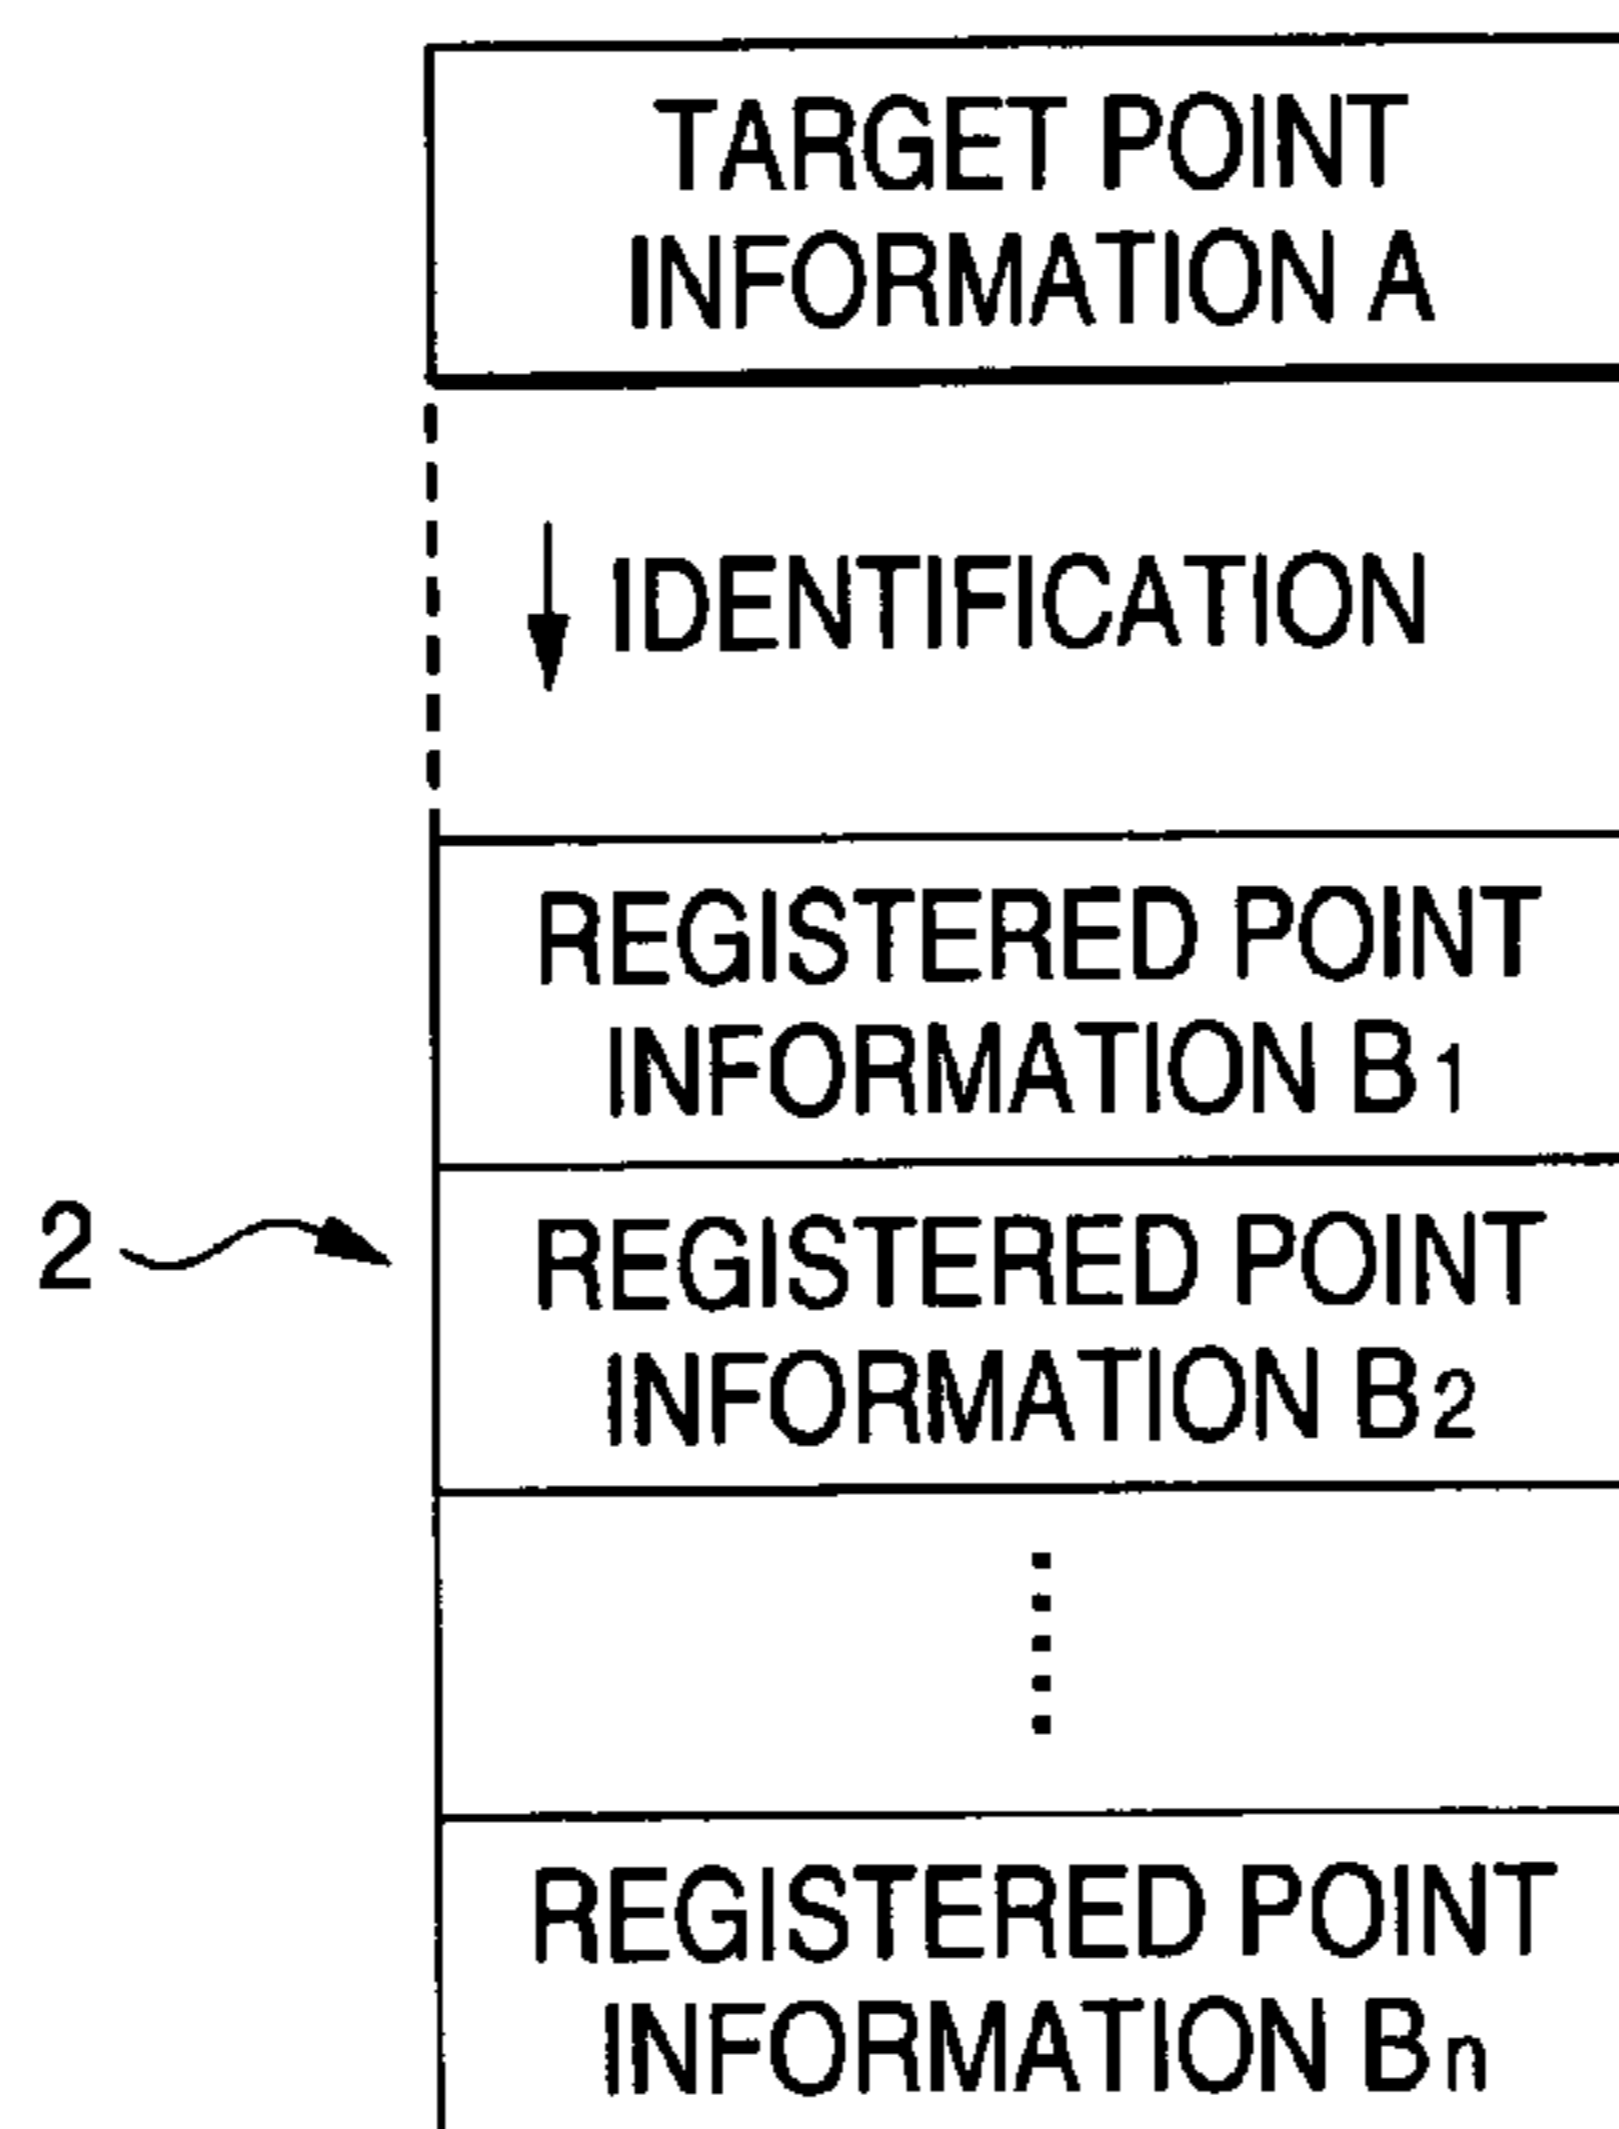 TARGET POINT
INFORMATION A
IDENTIFICATION
REGISTERED POINT
INFORMATION B1
2
REGISTERED POINT
INFORMATION B2
REGISTERED POINT
INFORMATION Bn